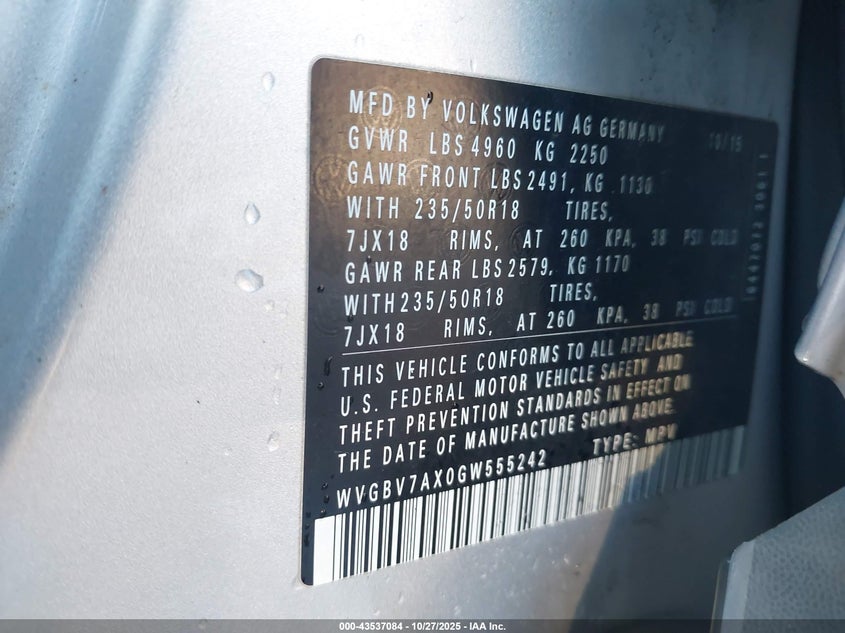 MFD BY VOLKSWAGEN AG GERMANY 10/15
GVWR LBS 4960 KG 2250
GAWR FRONT LBS 2491, KG 1130
WITH 235/50R18 TIRES,
7JX18 RIMS, AT 260 KPA, 38 PSI COLD
GAWR REAR LBS 2579, KG 1170
WITH 235/50R18 TIRES,
7JX18 RIMS, AT 260 KPA, 38 PSI COLD
THIS VEHICLE CONFORMS TO ALL APPLICABLE
U.S. FEDERAL MOTOR VEHICLE SAFETY AND
THEFT PREVENTION STANDARDS IN EFFECT ON
THE DATE OF MANUFACTURE SHOWN ABOVE.
WVGBV7AX0GW555242 TYPE: MPV
000-43537084 | 10/27/2025 | IAA Inc.